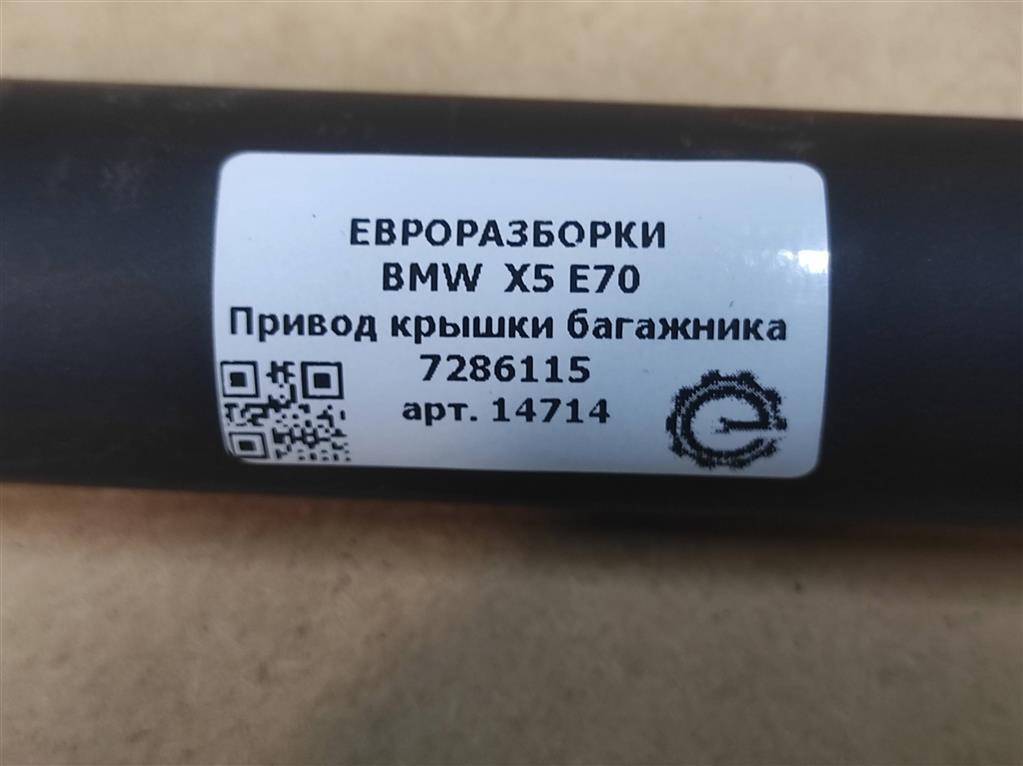 ЕВРОРАЗБОРКИ
BMW X5 E70
Привод крышки багажника
7286115
арт. 14714